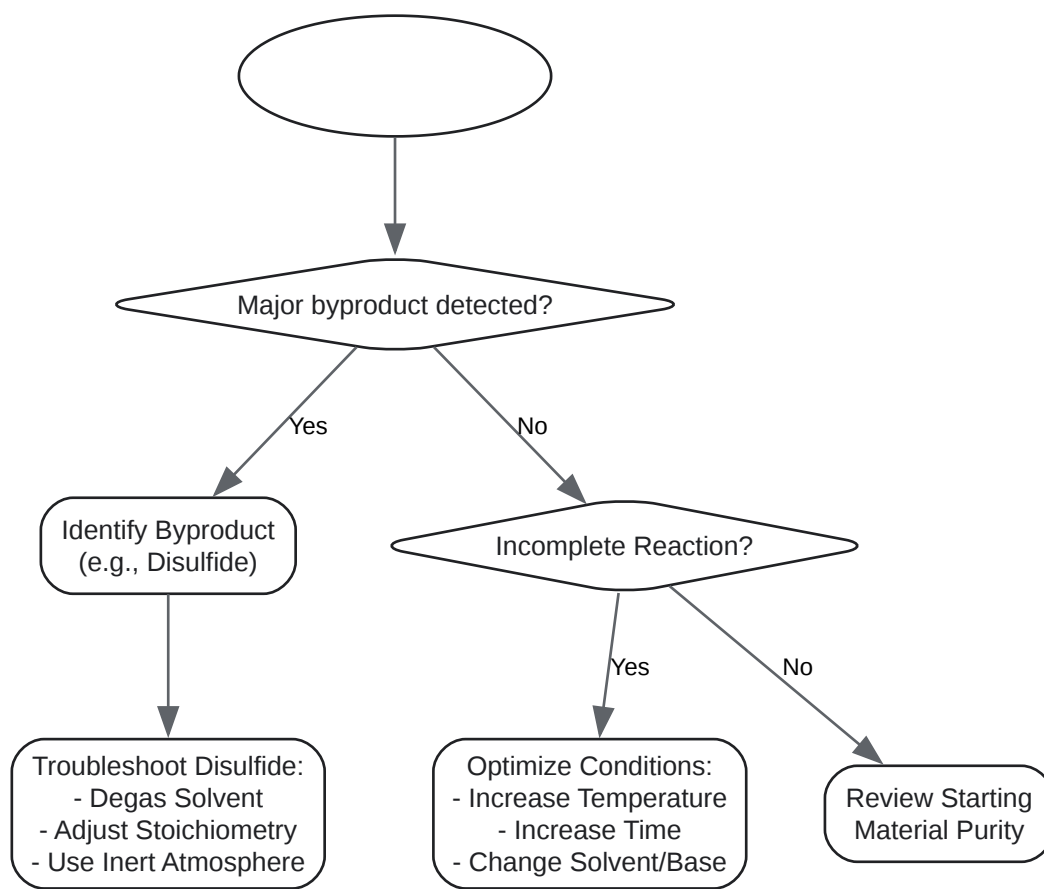 Major byproduct detected?
Yes
No
Identify Byproduct
(e.g., Disulfide)
Incomplete Reaction?
Yes
No
Troubleshoot Disulfide:
- Degas Solvent
- Adjust Stoichiometry
- Use Inert Atmosphere
Optimize Conditions:
- Increase Temperature
- Increase Time
- Change Solvent/Base
Review Starting
Material Purity